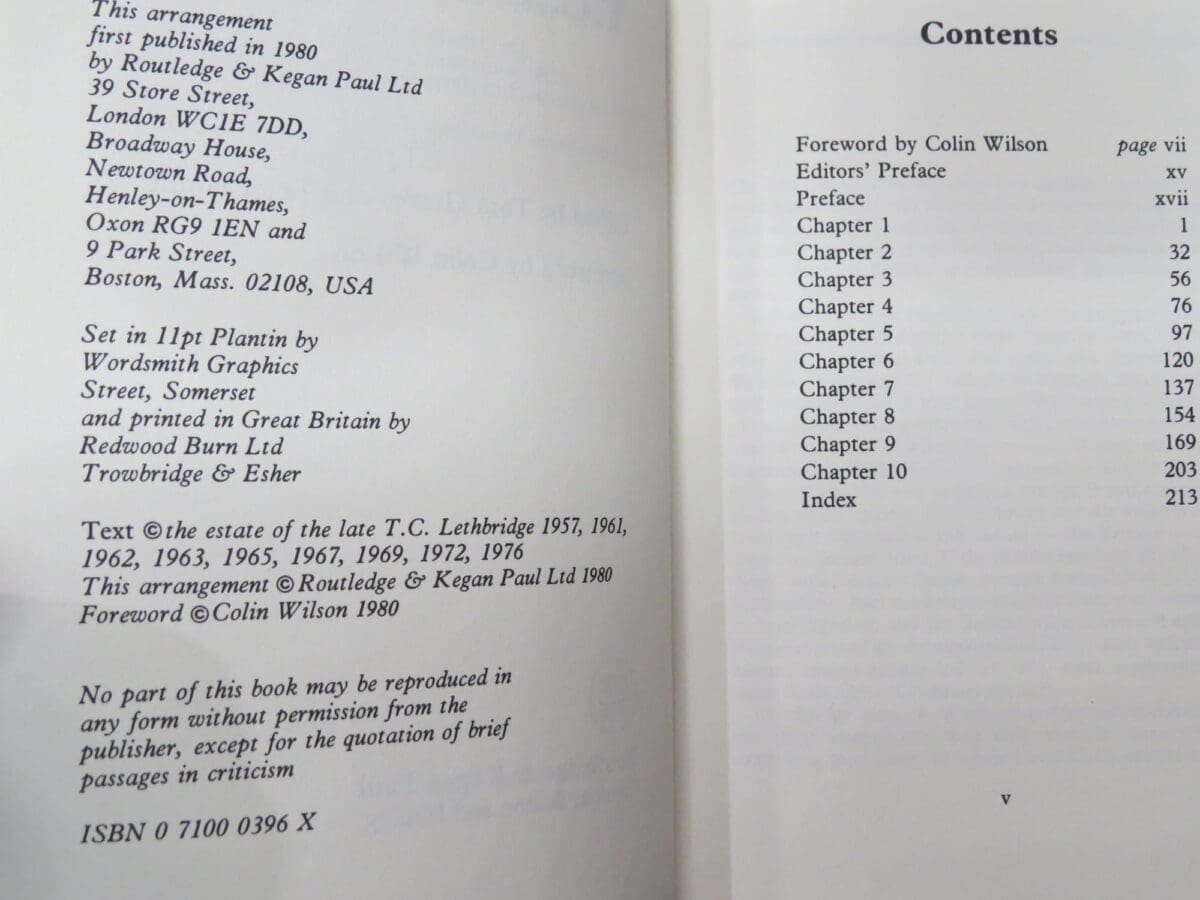 This arrangement
first published in 1980
by Routledge & Kegan Paul Ltd
39 Store Street,
London WC1E 7DD,
Broadway House,
Newtown Road,
Henley-on-Thames,
Oxon RG9 1EN and
9 Park Street,
Boston, Mass. 02108, USA
Set in 11pt Plantin by
Wordsmith Graphics
Street, Somerset
and printed in Great Britain by
Redwood Burn Ltd
Trowbridge & Esher
Text © the estate of the late T.C. Lethbridge 1957, 1961,
1962, 1963, 1965, 1967, 1969, 1972, 1976
This arrangement © Routledge & Kegan Paul Ltd 1980
Foreword © Colin Wilson 1980
No part of this book may be reproduced in
any form without permission from the
publisher, except for the quotation of brief
passages in criticism
ISBN 0 7100 0396 X
Contents
Foreword by Colin Wilson page vii
Editors' Preface xv
Preface xvii
Chapter 1 1
Chapter 2 32
Chapter 3 56
Chapter 4 76
Chapter 5 97
Chapter 6 120
Chapter 7 137
Chapter 8 154
Chapter 9 169
Chapter 10 203
Index 213
v